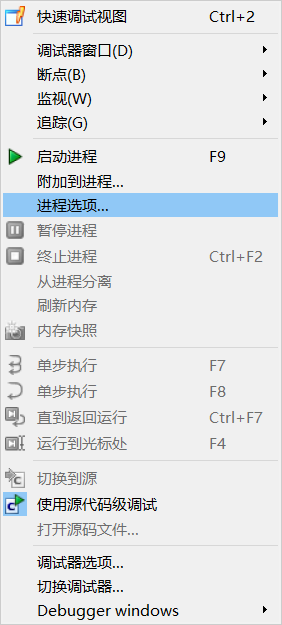 快速调试视图 Ctrl+2
调试器窗口(D)
断点(B)
监视(W)
追踪(G)
启动进程 F9
附加到进程...
进程选项...
暂停进程
终止进程 Ctrl+F2
从进程分离
刷新内存
内存快照
单步执行 F7
单步执行 F8
直到返回运行 Ctrl+F7
运行到光标处 F4
切换到源
使用源代码级调试
打开源码文件...
调试器选项...
切换调试器...
Debugger windows